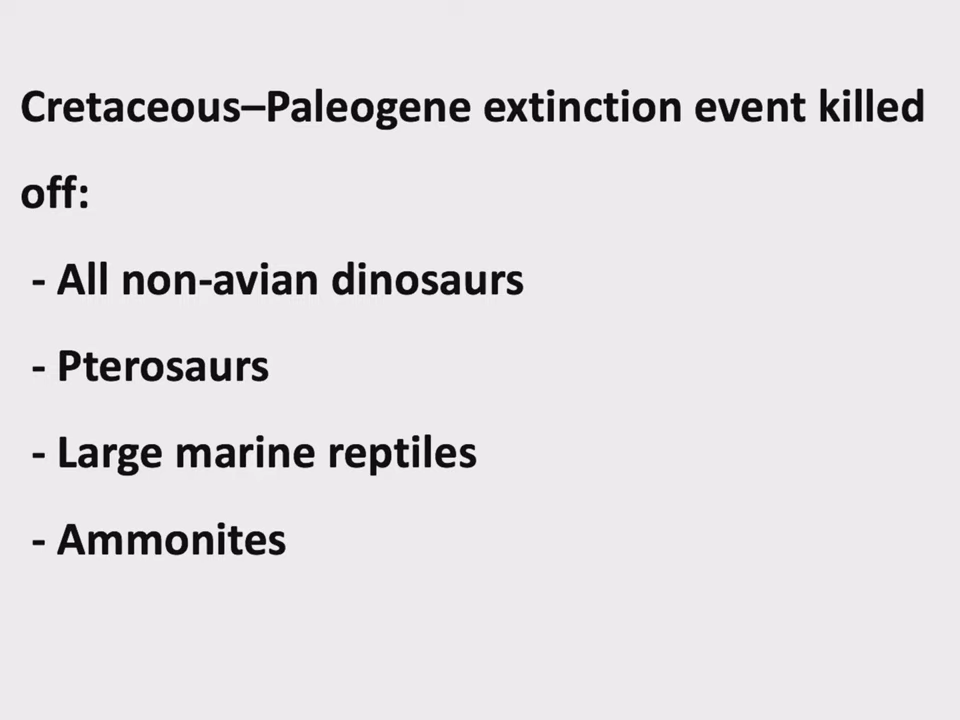 Cretaceous–Paleogene extinction event killed
off:
- All non-avian dinosaurs
- Pterosaurs
- Large marine reptiles
- Ammonites